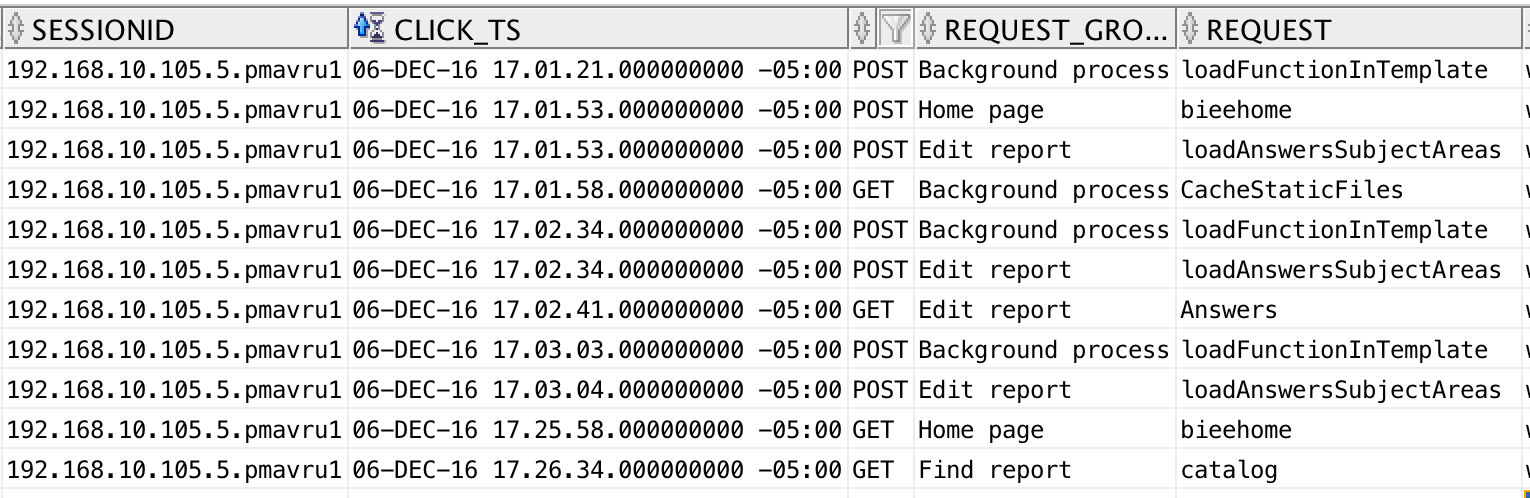 SESSIONID CLICK_TS REQUEST_GRO... REQUEST
192.168.10.105.5.pmavru1 06-DEC-16 17.01.21.000000000 -05:00 POST Background process loadFunctionInTemplate
192.168.10.105.5.pmavru1 06-DEC-16 17.01.53.000000000 -05:00 POST Home page bieehome
192.168.10.105.5.pmavru1 06-DEC-16 17.01.53.000000000 -05:00 POST Edit report loadAnswersSubjectAreas
192.168.10.105.5.pmavru1 06-DEC-16 17.01.58.000000000 -05:00 GET Background process CacheStaticFiles
192.168.10.105.5.pmavru1 06-DEC-16 17.02.34.000000000 -05:00 POST Background process loadFunctionInTemplate
192.168.10.105.5.pmavru1 06-DEC-16 17.02.34.000000000 -05:00 POST Edit report loadAnswersSubjectAreas
192.168.10.105.5.pmavru1 06-DEC-16 17.02.41.000000000 -05:00 GET Edit report Answers
192.168.10.105.5.pmavru1 06-DEC-16 17.03.03.000000000 -05:00 POST Background process loadFunctionInTemplate
192.168.10.105.5.pmavru1 06-DEC-16 17.03.04.000000000 -05:00 POST Edit report loadAnswersSubjectAreas
192.168.10.105.5.pmavru1 06-DEC-16 17.25.58.000000000 -05:00 GET Home page bieehome
192.168.10.105.5.pmavru1 06-DEC-16 17.26.34.000000000 -05:00 GET Find report catalog